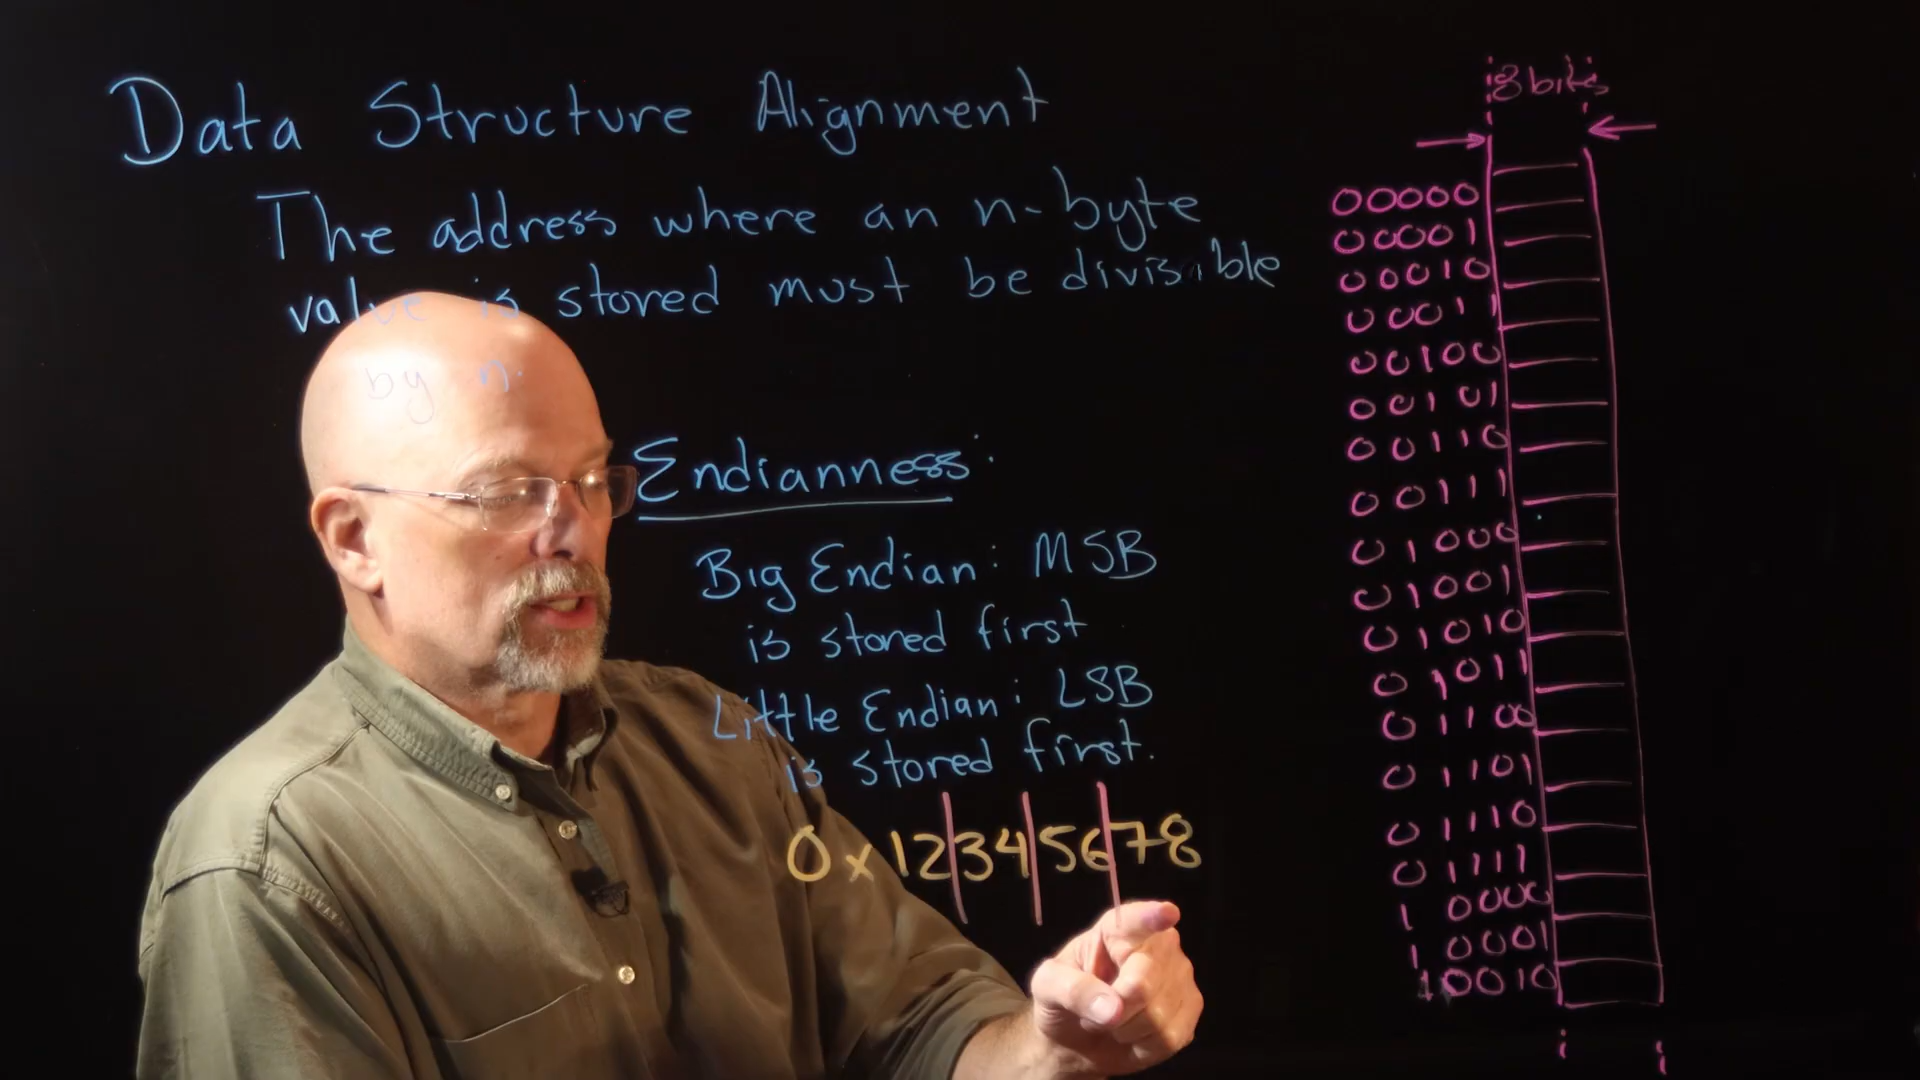 Data Structure Alignment
The address where an n-byte
value is stored must be divisible
by n.
Endianness:
Big Endian: MSB
is stored first
Little Endian: LSB
is stored first.
0x12345678
8 bits
00000
00001
00010
00011
00100
00101
00110
00111
01000
01001
01010
01011
01100
01101
01110
01111
10000
10001
10010